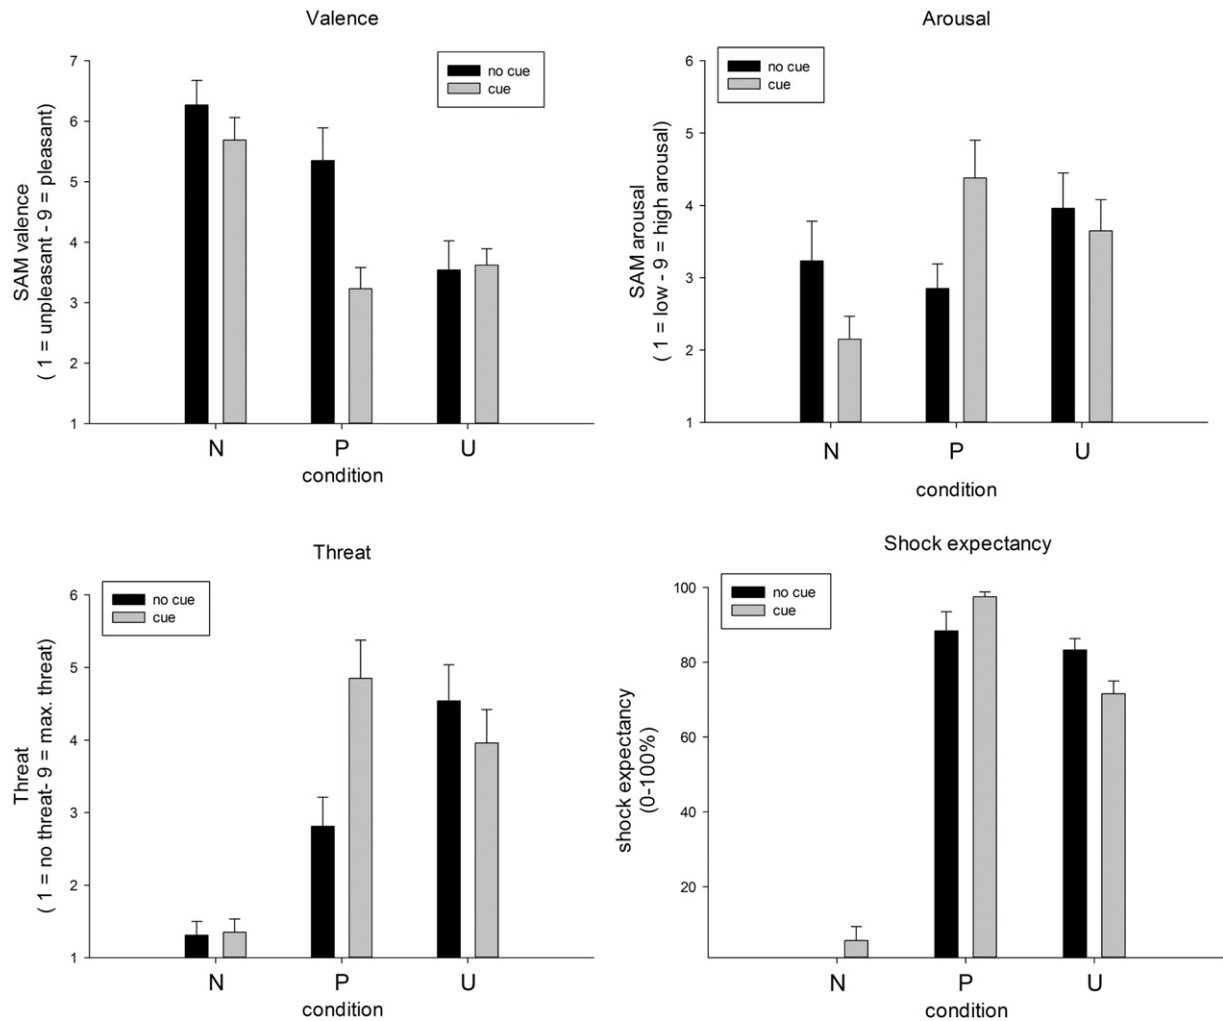 Valence
7
6
5
4
3
2
1
SAM valence
( 1 = unpleasant - 9 = pleasant)
no cue
cue
N P U
condition
Arousal
6
5
4
3
2
1
SAM arousal
( 1 = low - 9 = high arousal)
no cue
cue
N P U
condition
Threat
6
5
4
3
2
1
Threat
( 1 = no threat- 9 = max. threat)
no cue
cue
N P U
condition
Shock expectancy
100
80
60
40
20
shock expectancy
(0-100%)
no cue
cue
N P U
condition